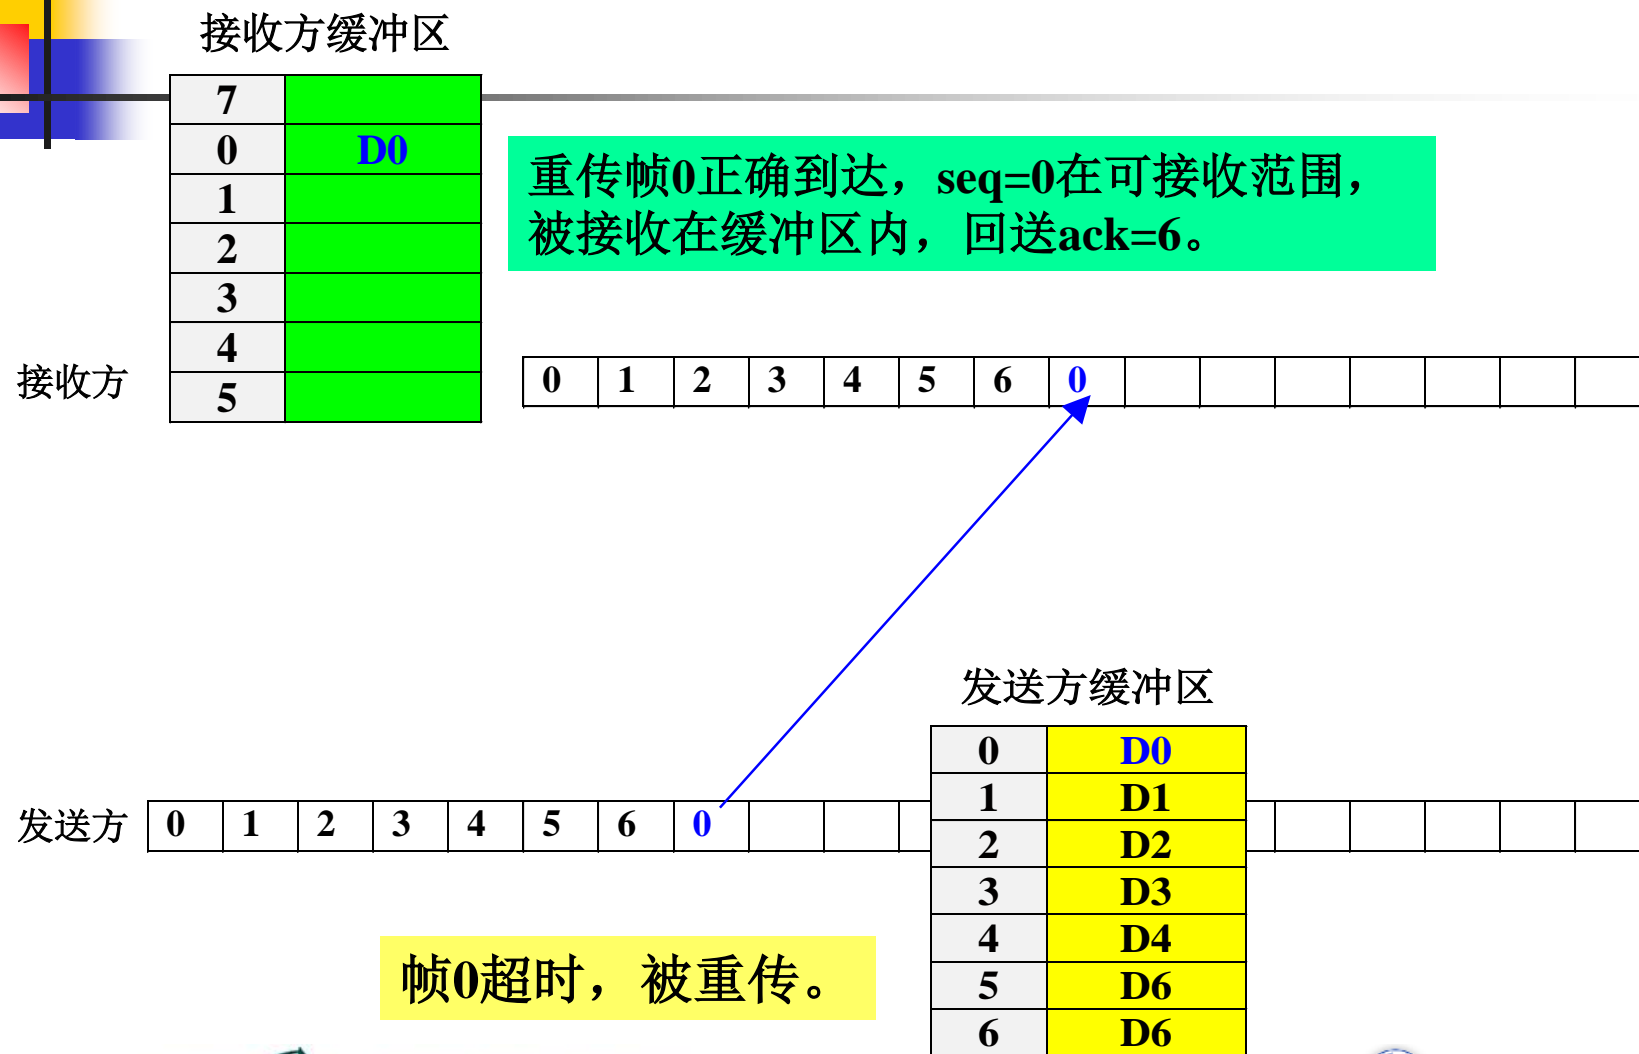 接收方缓冲区
7
0 D0
1
2
3
4
5
重传帧0正确到达，seq=0在可接收范围，
被接收在缓冲区内，回送ack=6。
接收方
0 1 2 3 4 5 6 0
发送方缓冲区
0 D0
1 D1
2 D2
3 D3
4 D4
5 D6
6 D6
发送方
0 1 2 3 4 5 6 0
帧0超时，被重传。